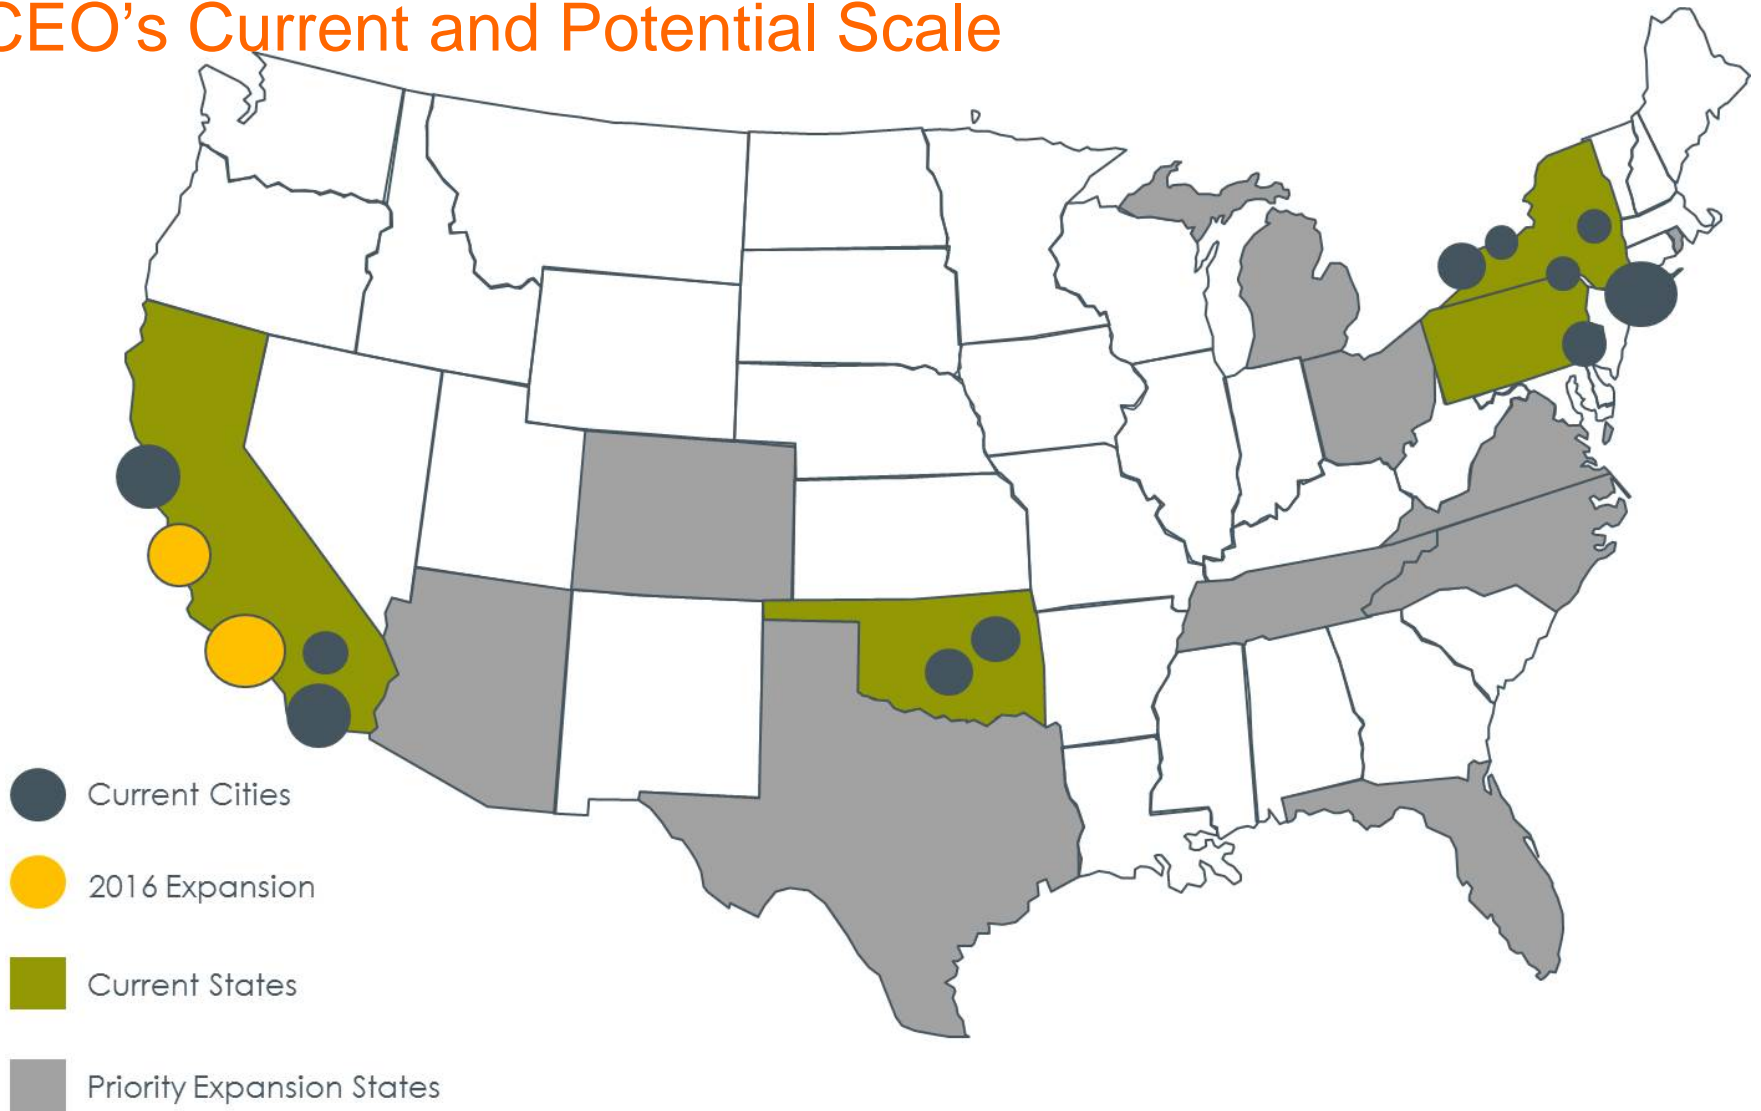 CEO’s Current and Potential Scale
Current Cities
2016 Expansion
Current States
Priority Expansion States